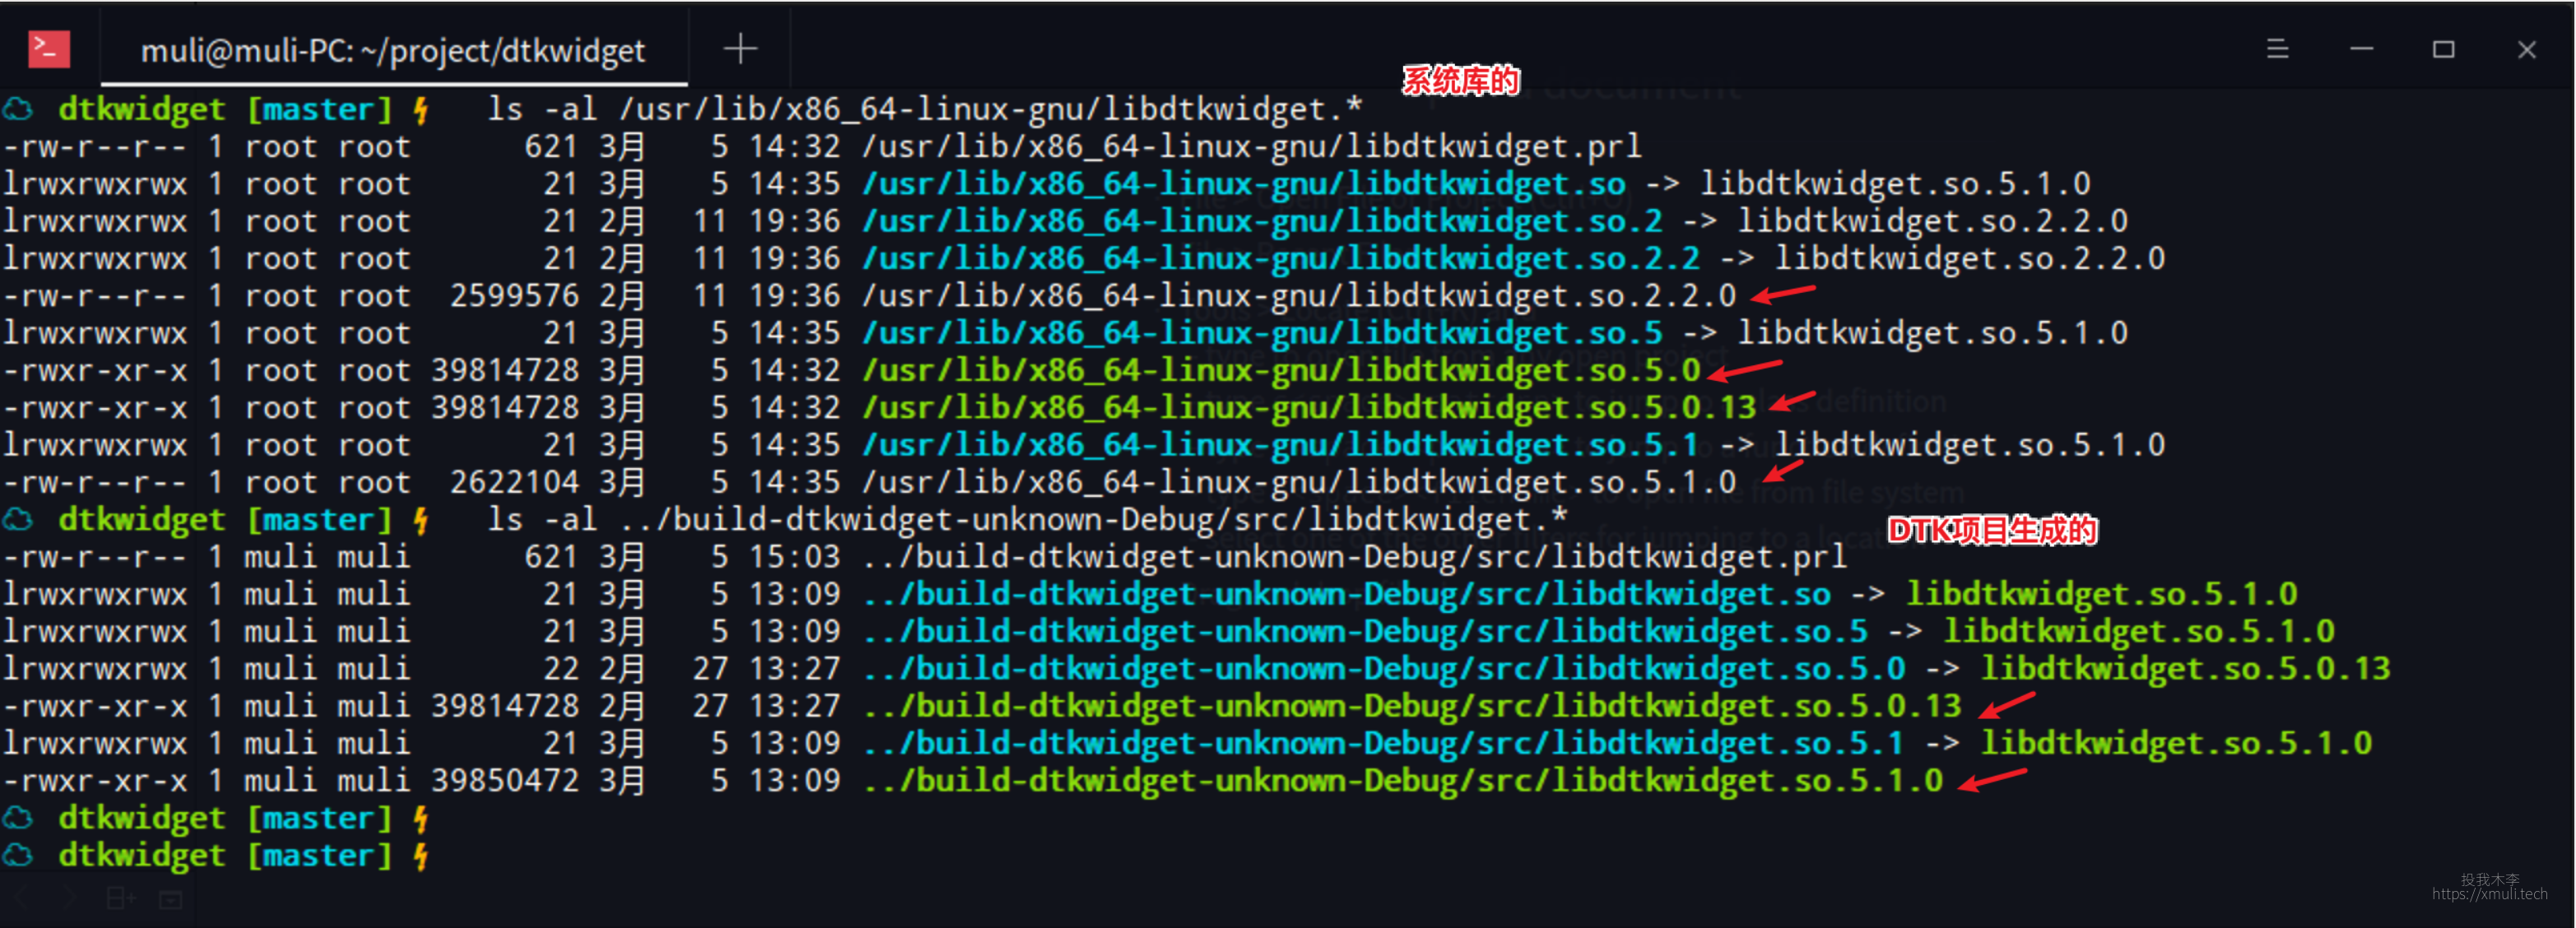 muli@muli-PC: ~/project/dtkwidget
系统库的
dtkwidget [master] ls -al /usr/lib/x86_64-linux-gnu/libdtkwidget.*
-rw-r--r-- 1 root root 621 3月 5 14:32 /usr/lib/x86_64-linux-gnu/libdtkwidget.prl
lrwxrwxrwx 1 root root 21 3月 5 14:35 /usr/lib/x86_64-linux-gnu/libdtkwidget.so -> libdtkwidget.so.5.1.0
lrwxrwxrwx 1 root root 21 2月 11 19:36 /usr/lib/x86_64-linux-gnu/libdtkwidget.so.2 -> libdtkwidget.so.2.2.0
lrwxrwxrwx 1 root root 21 2月 11 19:36 /usr/lib/x86_64-linux-gnu/libdtkwidget.so.2.2 -> libdtkwidget.so.2.2.0
-rw-r--r-- 1 root root 2599576 2月 11 19:36 /usr/lib/x86_64-linux-gnu/libdtkwidget.so.2.2.0
lrwxrwxrwx 1 root root 21 3月 5 14:35 /usr/lib/x86_64-linux-gnu/libdtkwidget.so.5 -> libdtkwidget.so.5.1.0
-rwxr-xr-x 1 root root 39814728 3月 5 14:32 /usr/lib/x86_64-linux-gnu/libdtkwidget.so.5.0
-rwxr-xr-x 1 root root 39814728 3月 5 14:32 /usr/lib/x86_64-linux-gnu/libdtkwidget.so.5.0.13
lrwxrwxrwx 1 root root 21 3月 5 14:35 /usr/lib/x86_64-linux-gnu/libdtkwidget.so.5.1 -> libdtkwidget.so.5.1.0
-rw-r--r-- 1 root root 2622104 3月 5 14:35 /usr/lib/x86_64-linux-gnu/libdtkwidget.so.5.1.0
dtkwidget [master] ls -al ../build-dtkwidget-unknown-Debug/src/libdtkwidget.*
DTK项目生成的
-rw-r--r-- 1 muli muli 621 3月 5 15:03 ../build-dtkwidget-unknown-Debug/src/libdtkwidget.prl
lrwxrwxrwx 1 muli muli 21 3月 5 13:09 ../build-dtkwidget-unknown-Debug/src/libdtkwidget.so -> libdtkwidget.so.5.1.0
lrwxrwxrwx 1 muli muli 21 3月 5 13:09 ../build-dtkwidget-unknown-Debug/src/libdtkwidget.so.5 -> libdtkwidget.so.5.1.0
lrwxrwxrwx 1 muli muli 22 2月 27 13:27 ../build-dtkwidget-unknown-Debug/src/libdtkwidget.so.5.0 -> libdtkwidget.so.5.0.13
-rwxr-xr-x 1 muli muli 39814728 2月 27 13:27 ../build-dtkwidget-unknown-Debug/src/libdtkwidget.so.5.0.13
lrwxrwxrwx 1 muli muli 21 3月 5 13:09 ../build-dtkwidget-unknown-Debug/src/libdtkwidget.so.5.1 -> libdtkwidget.so.5.1.0
-rwxr-xr-x 1 muli muli 39850472 3月 5 13:09 ../build-dtkwidget-unknown-Debug/src/libdtkwidget.so.5.1.0
dtkwidget [master]
dtkwidget [master]
投我木李
https://xmuli.tech